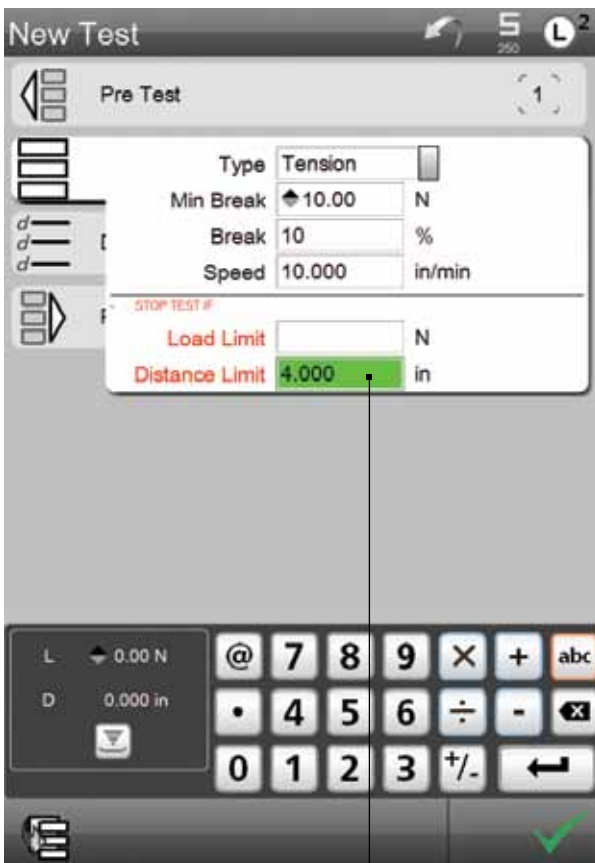 New Test
5
250
L 2
Pre Test
1
Type Tension
Min Break 10.00 N
Break 10 %
d
d
d
D
Speed 10.000 in/min
P
STOP TEST IF
Load Limit N
Distance Limit 4.000 in
L 0.00 N
D 0.000 in
@ 7 8 9 × + abc
• 4 5 6 ÷ -
0 1 2 3 +/-